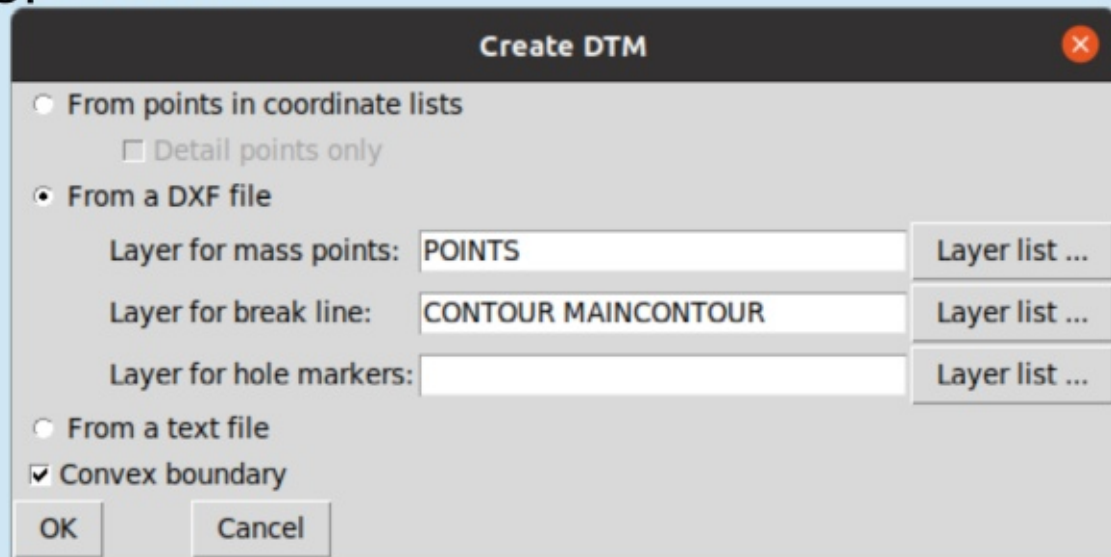 Create DTM
From points in coordinate lists
Detail points only
From a DXF file
Layer for mass points: POINTS Layer list ...
Layer for break line: CONTOUR MAINCONTOUR Layer list ...
Layer for hole markers: Layer list ...
From a text file
Convex boundary
OK Cancel